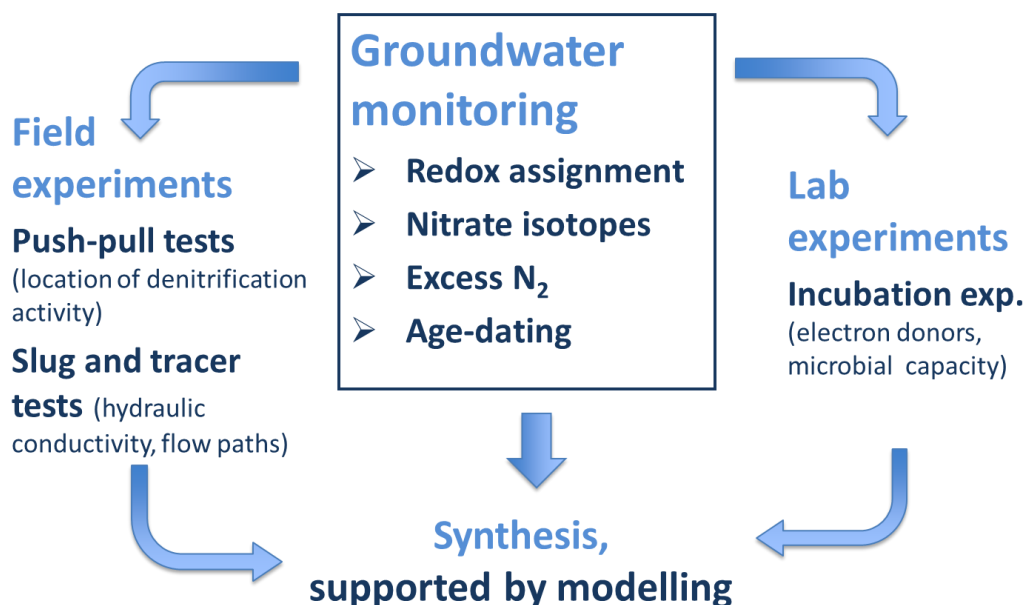 Groundwater
monitoring
➢ Redox assignment
➢ Nitrate isotopes
➢ Excess N₂
➢ Age-dating
Field
experiments
Push-pull tests
(location of denitrification
activity)
Slug and tracer
tests (hydraulic
conductivity, flow paths)
Lab
experiments
Incubation exp.
(electron donors,
microbial capacity)
Synthesis,
supported by modelling